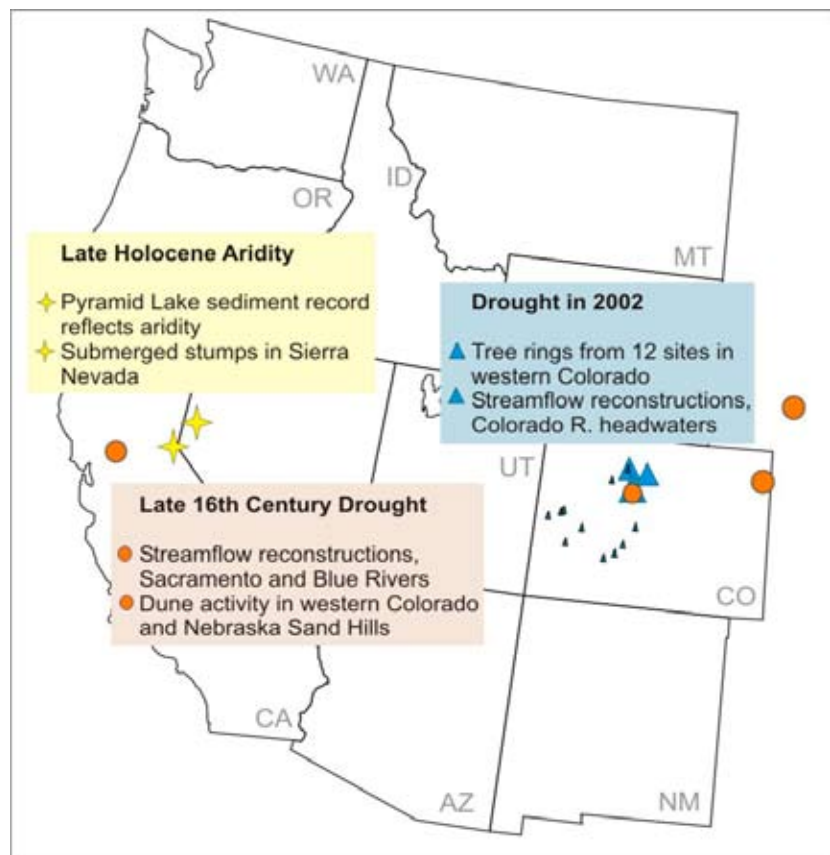 WA
OR
ID
MT
Late Holocene Aridity
Pyramid Lake sediment record
reflects aridity
Submerged stumps in Sierra
Nevada
Drought in 2002
Tree rings from 12 sites in
western Colorado
Streamflow reconstructions,
Colorado R. headwaters
UT
Late 16th Century Drought
Streamflow reconstructions,
Sacramento and Blue Rivers
Dune activity in western Colorado
and Nebraska Sand Hills
CO
CA
AZ
NM